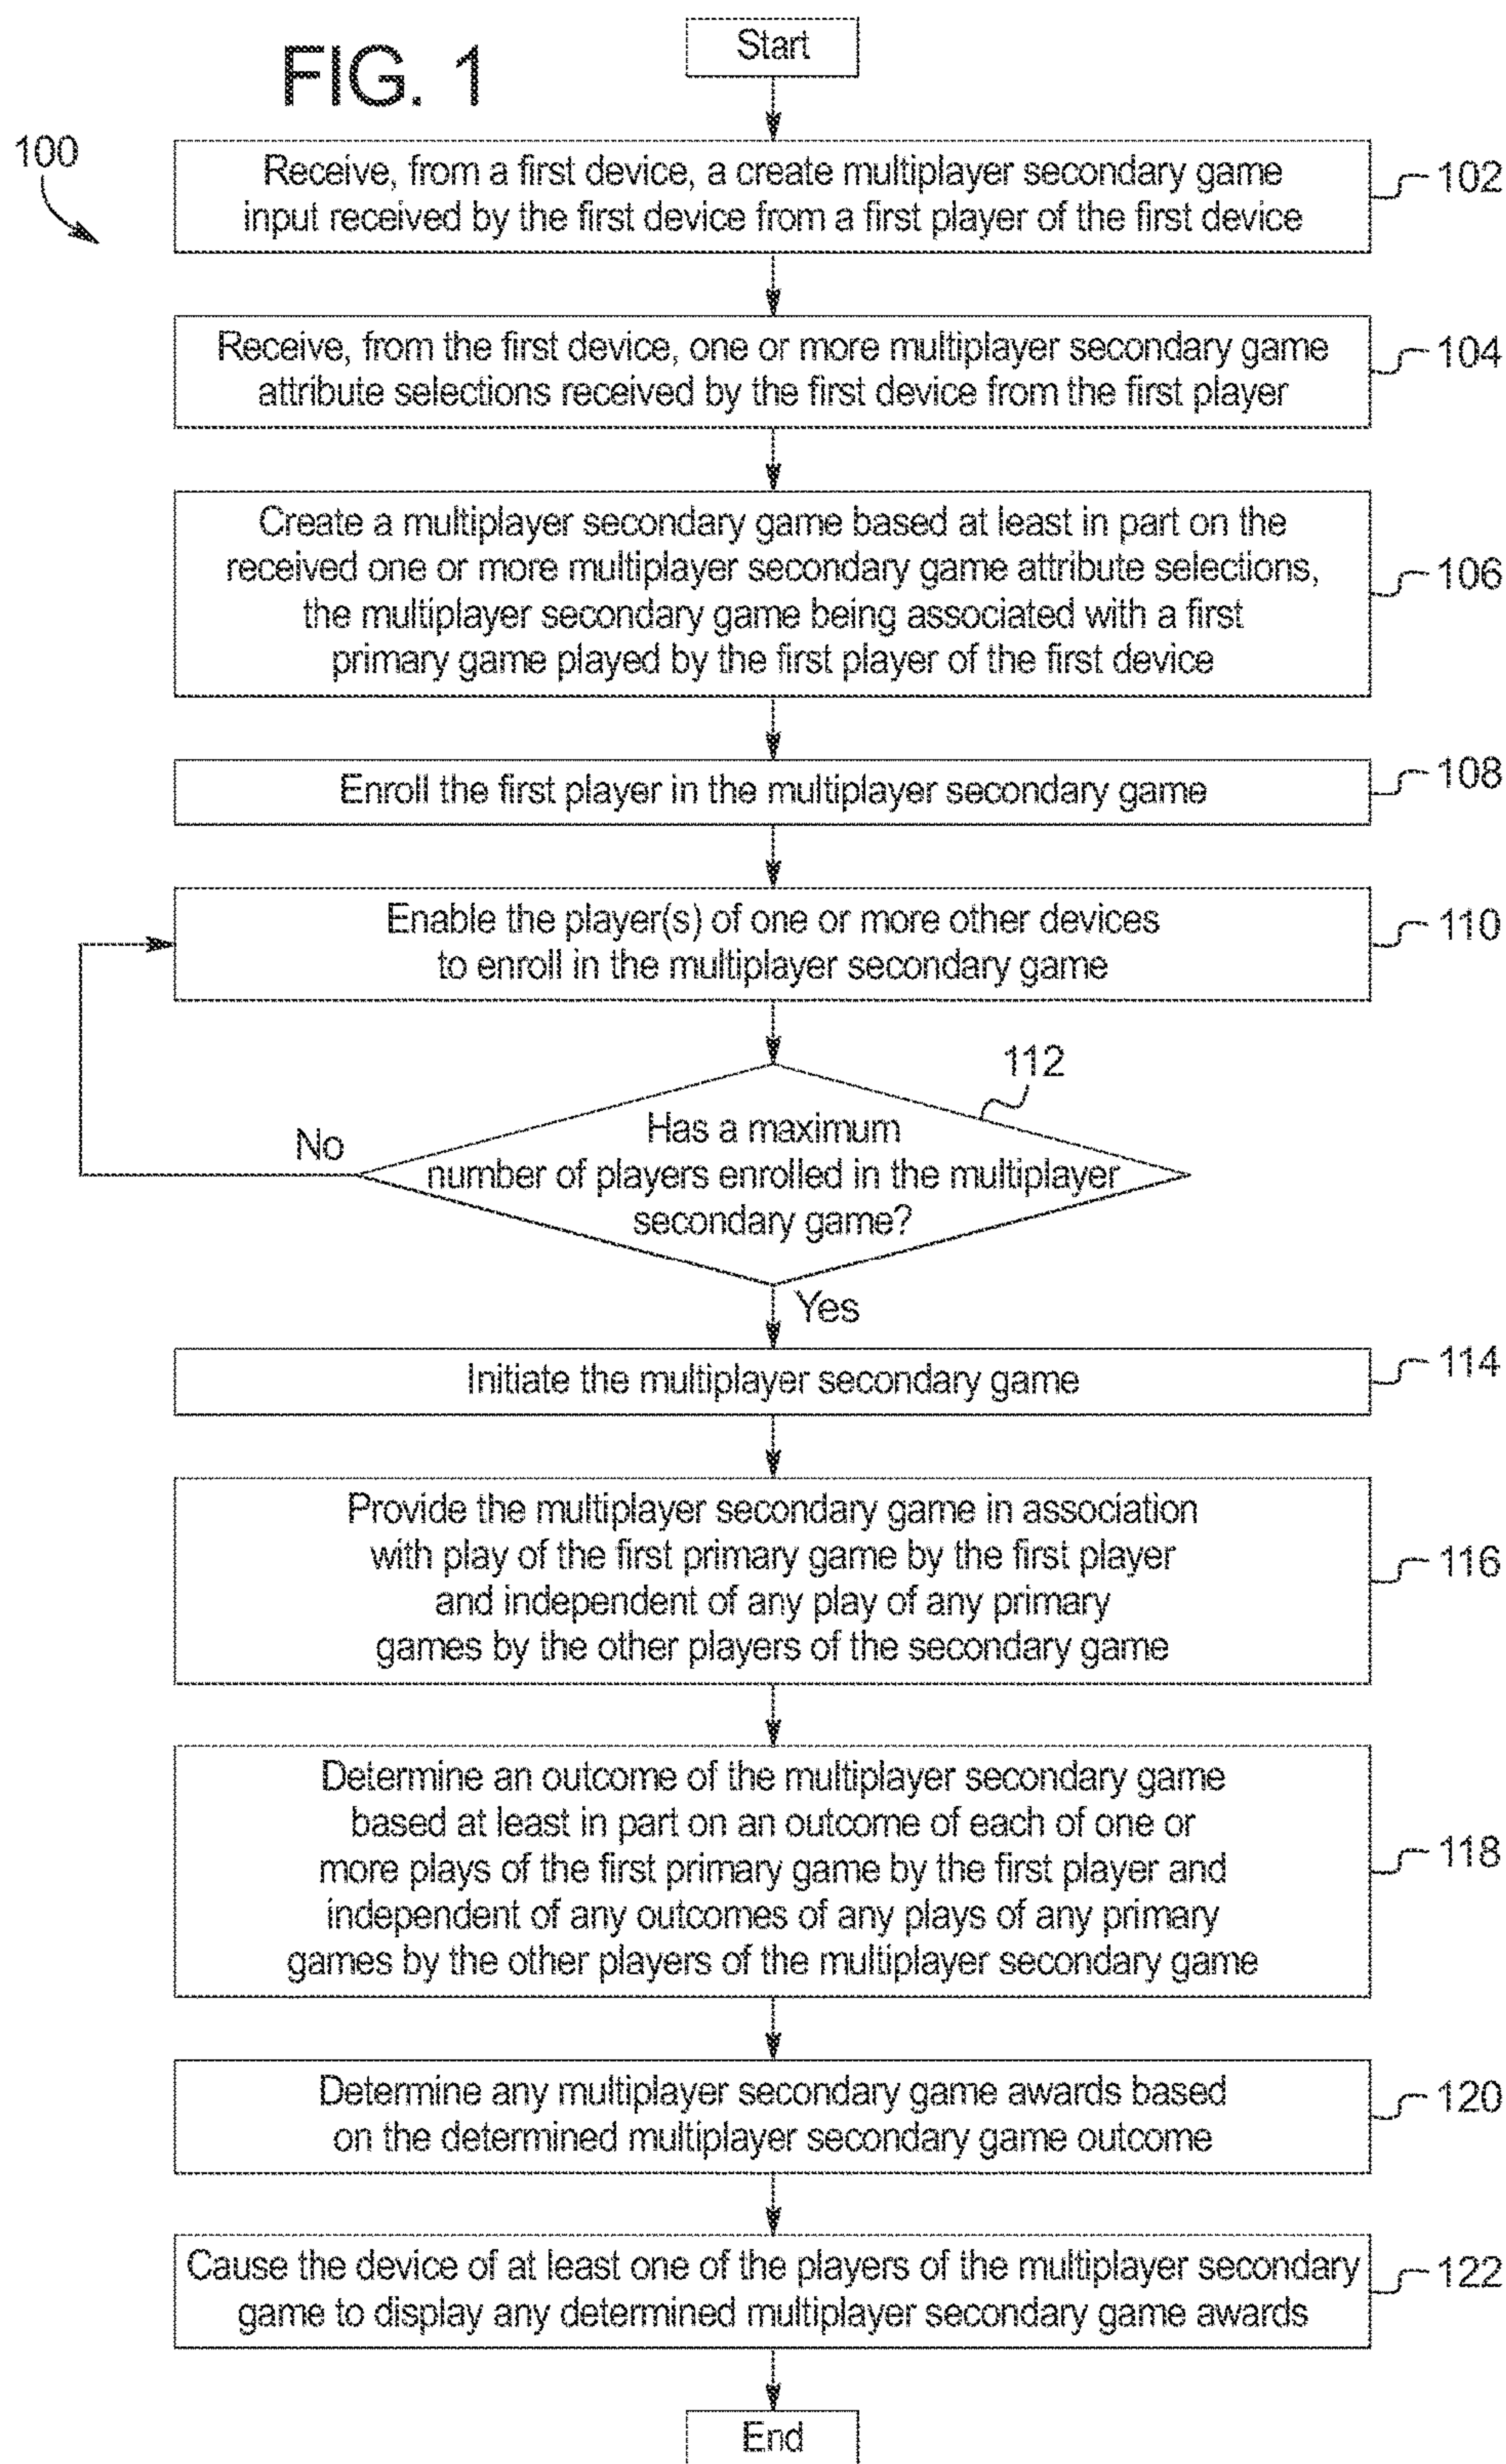 FIG. 1
Start
100
Receive, from a first device, a create multiplayer secondary game
input received by the first device from a first player of the first device
102
Receive, from the first device, one or more multiplayer secondary game
attribute selections received by the first device from the first player
104
Create a multiplayer secondary game based at least in part on the
received one or more multiplayer secondary game attribute selections,
the multiplayer secondary game being associated with a first
primary game played by the first player of the first device
106
Enroll the first player in the multiplayer secondary game
108
Enable the player(s) of one or more other devices
to enroll in the multiplayer secondary game
110
112
Has a maximum
number of players enrolled in the multiplayer
secondary game?
No
Yes
Initiate the multiplayer secondary game
114
Provide the multiplayer secondary game in association
with play of the first primary game by the first player
and independent of any play of any primary
games by the other players of the secondary game
116
Determine an outcome of the multiplayer secondary game
based at least in part on an outcome of each of one or
more plays of the first primary game by the first player and
independent of any outcomes of any plays of any primary
games by the other players of the multiplayer secondary game
118
Determine any multiplayer secondary game awards based
on the determined multiplayer secondary game outcome
120
Cause the device of at least one of the players of the multiplayer secondary
game to display any determined multiplayer secondary game awards
122
End